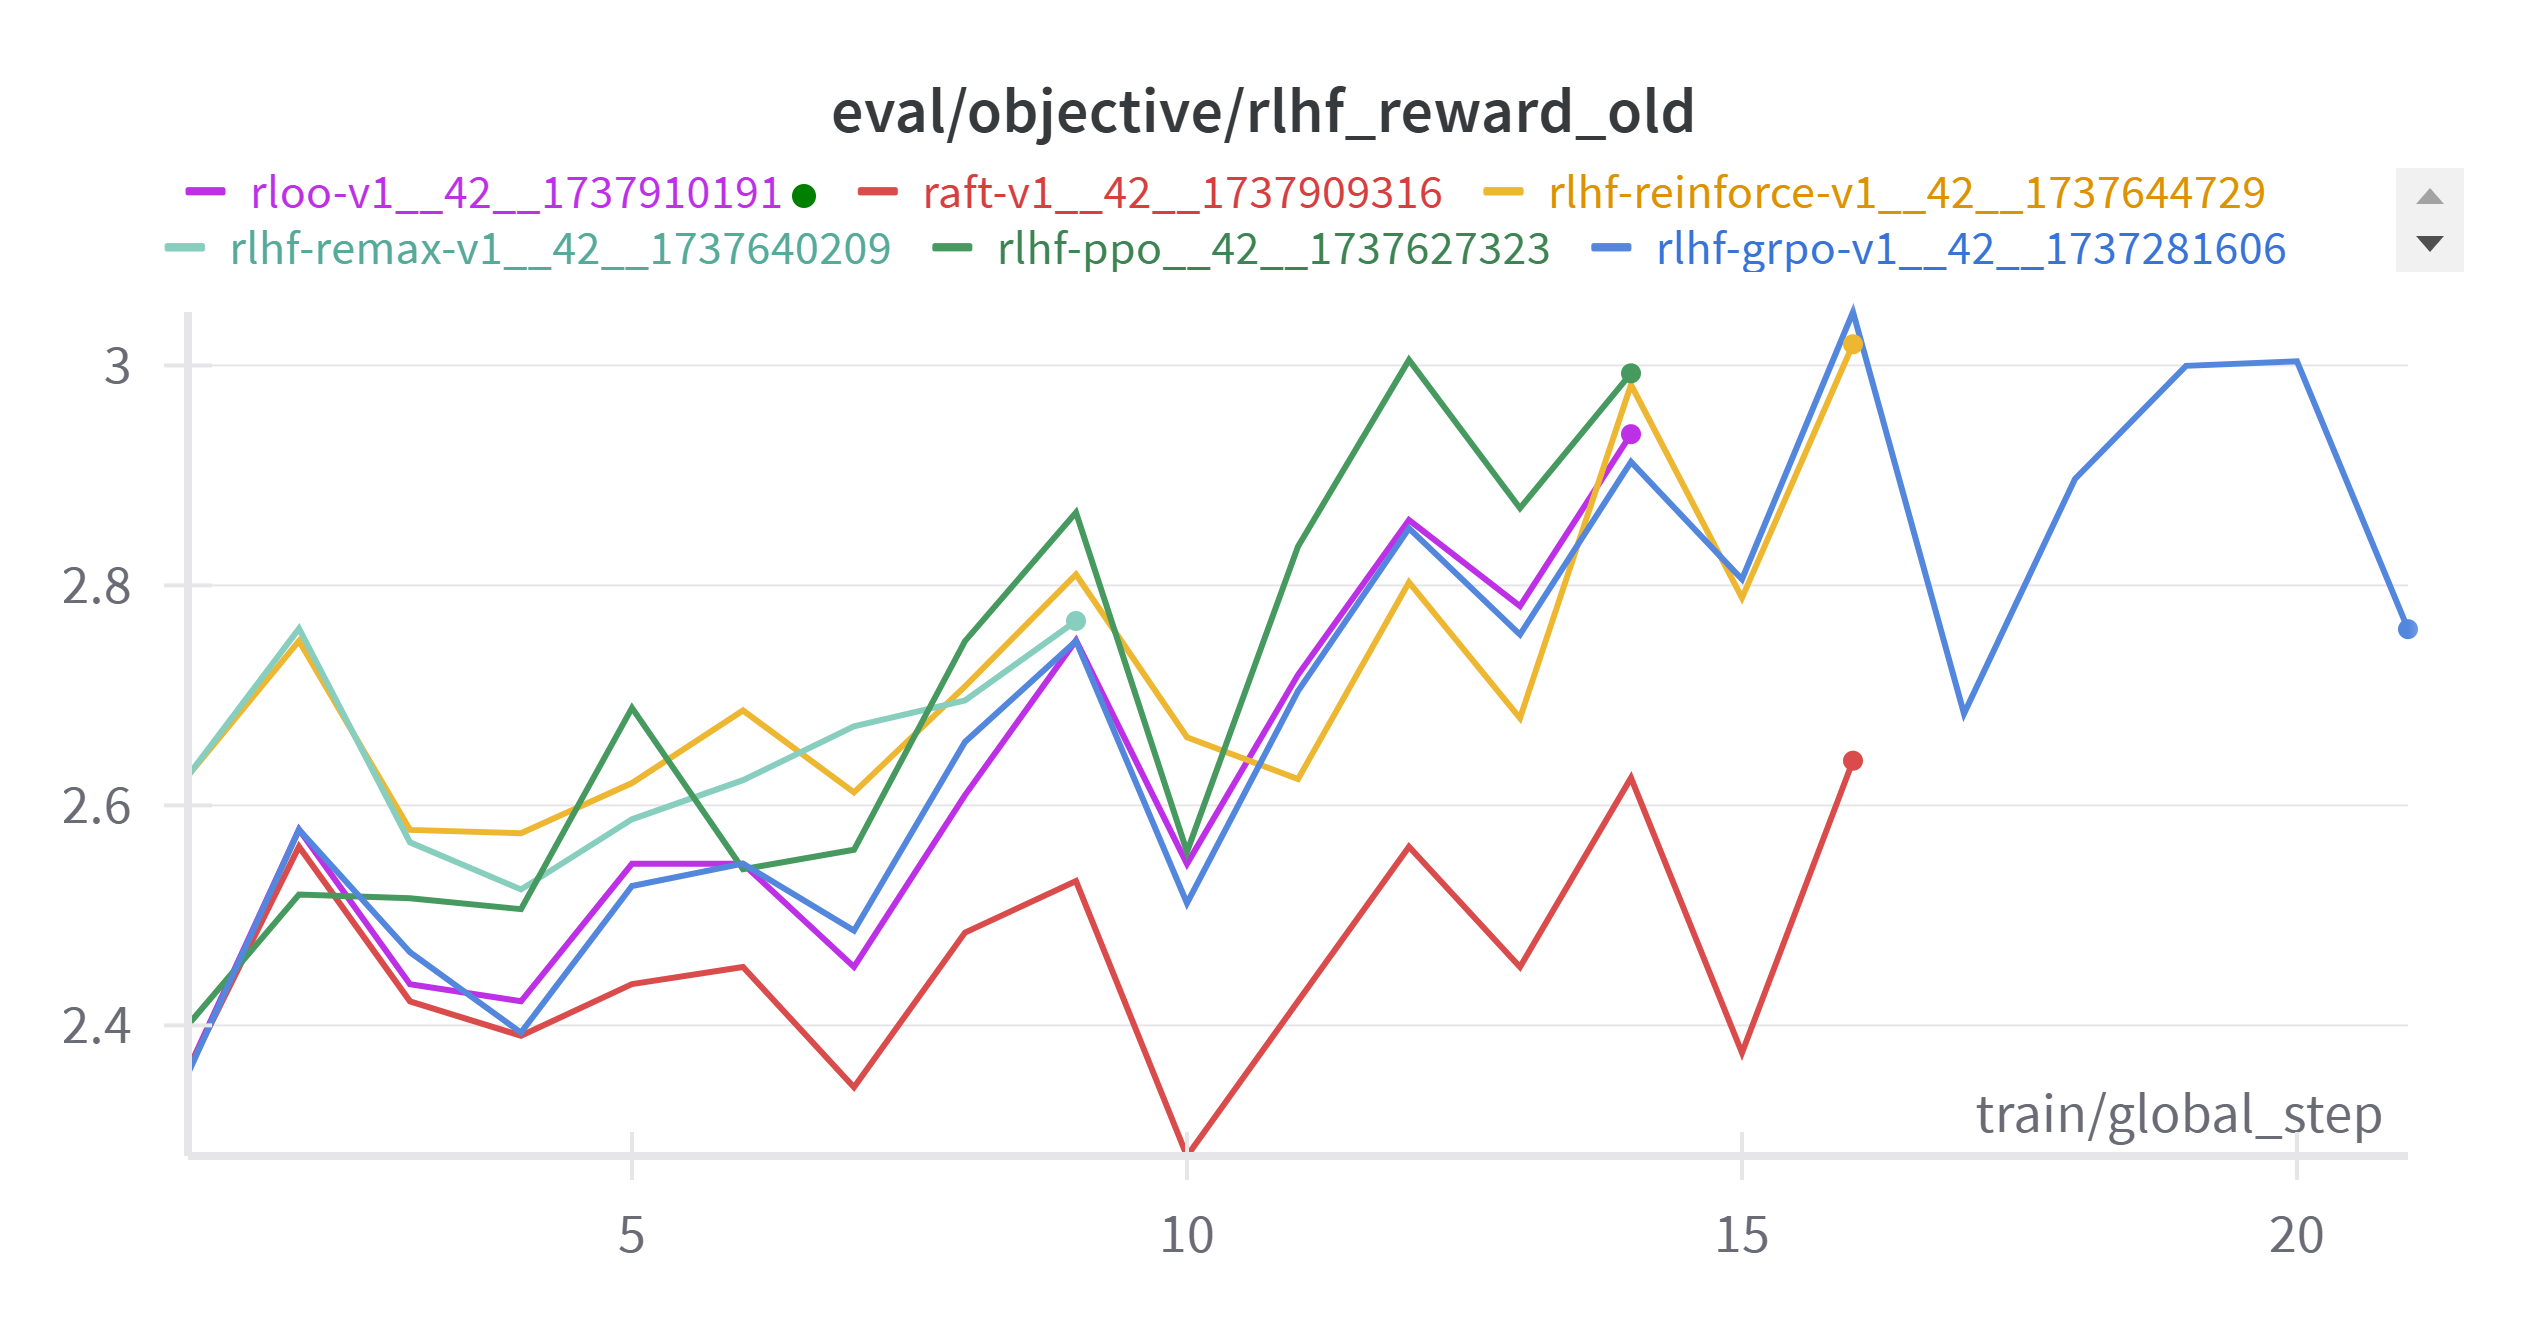 eval/objective/rlhf_reward_old
rloo-v1__42__1737910191 raft-v1__42__1737909316 rlhf-reinforce-v1__42__1737644729
rlhf-remax-v1__42__1737640209 rlhf-ppo__42__1737627323 rlhf-grpo-v1__42__1737281606
3
2.8
2.6
2.4
train/global_step
5 10 15 20